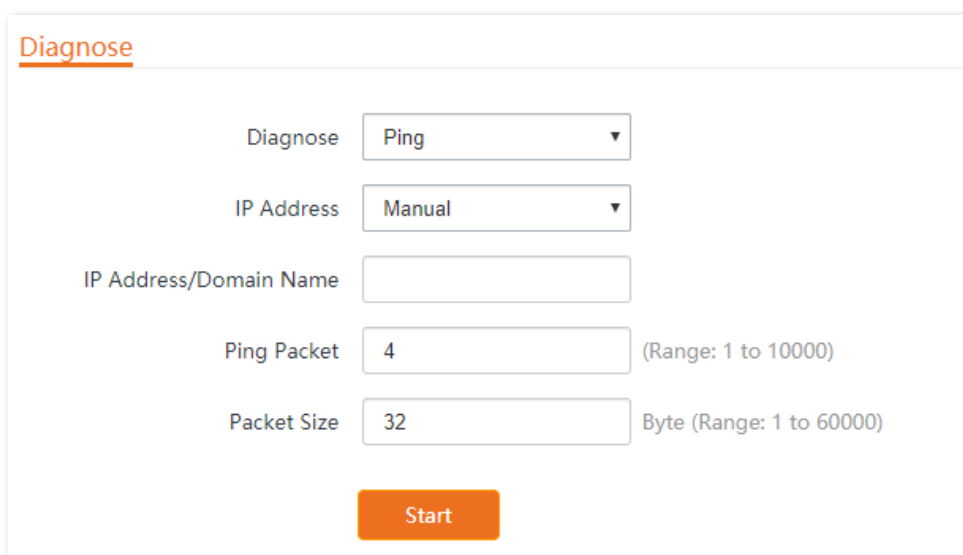 Diagnose
Diagnose Ping
IP Address Manual
IP Address/Domain Name
Ping Packet 4 (Range: 1 to 10000)
Packet Size 32 Byte (Range: 1 to 60000)
Start